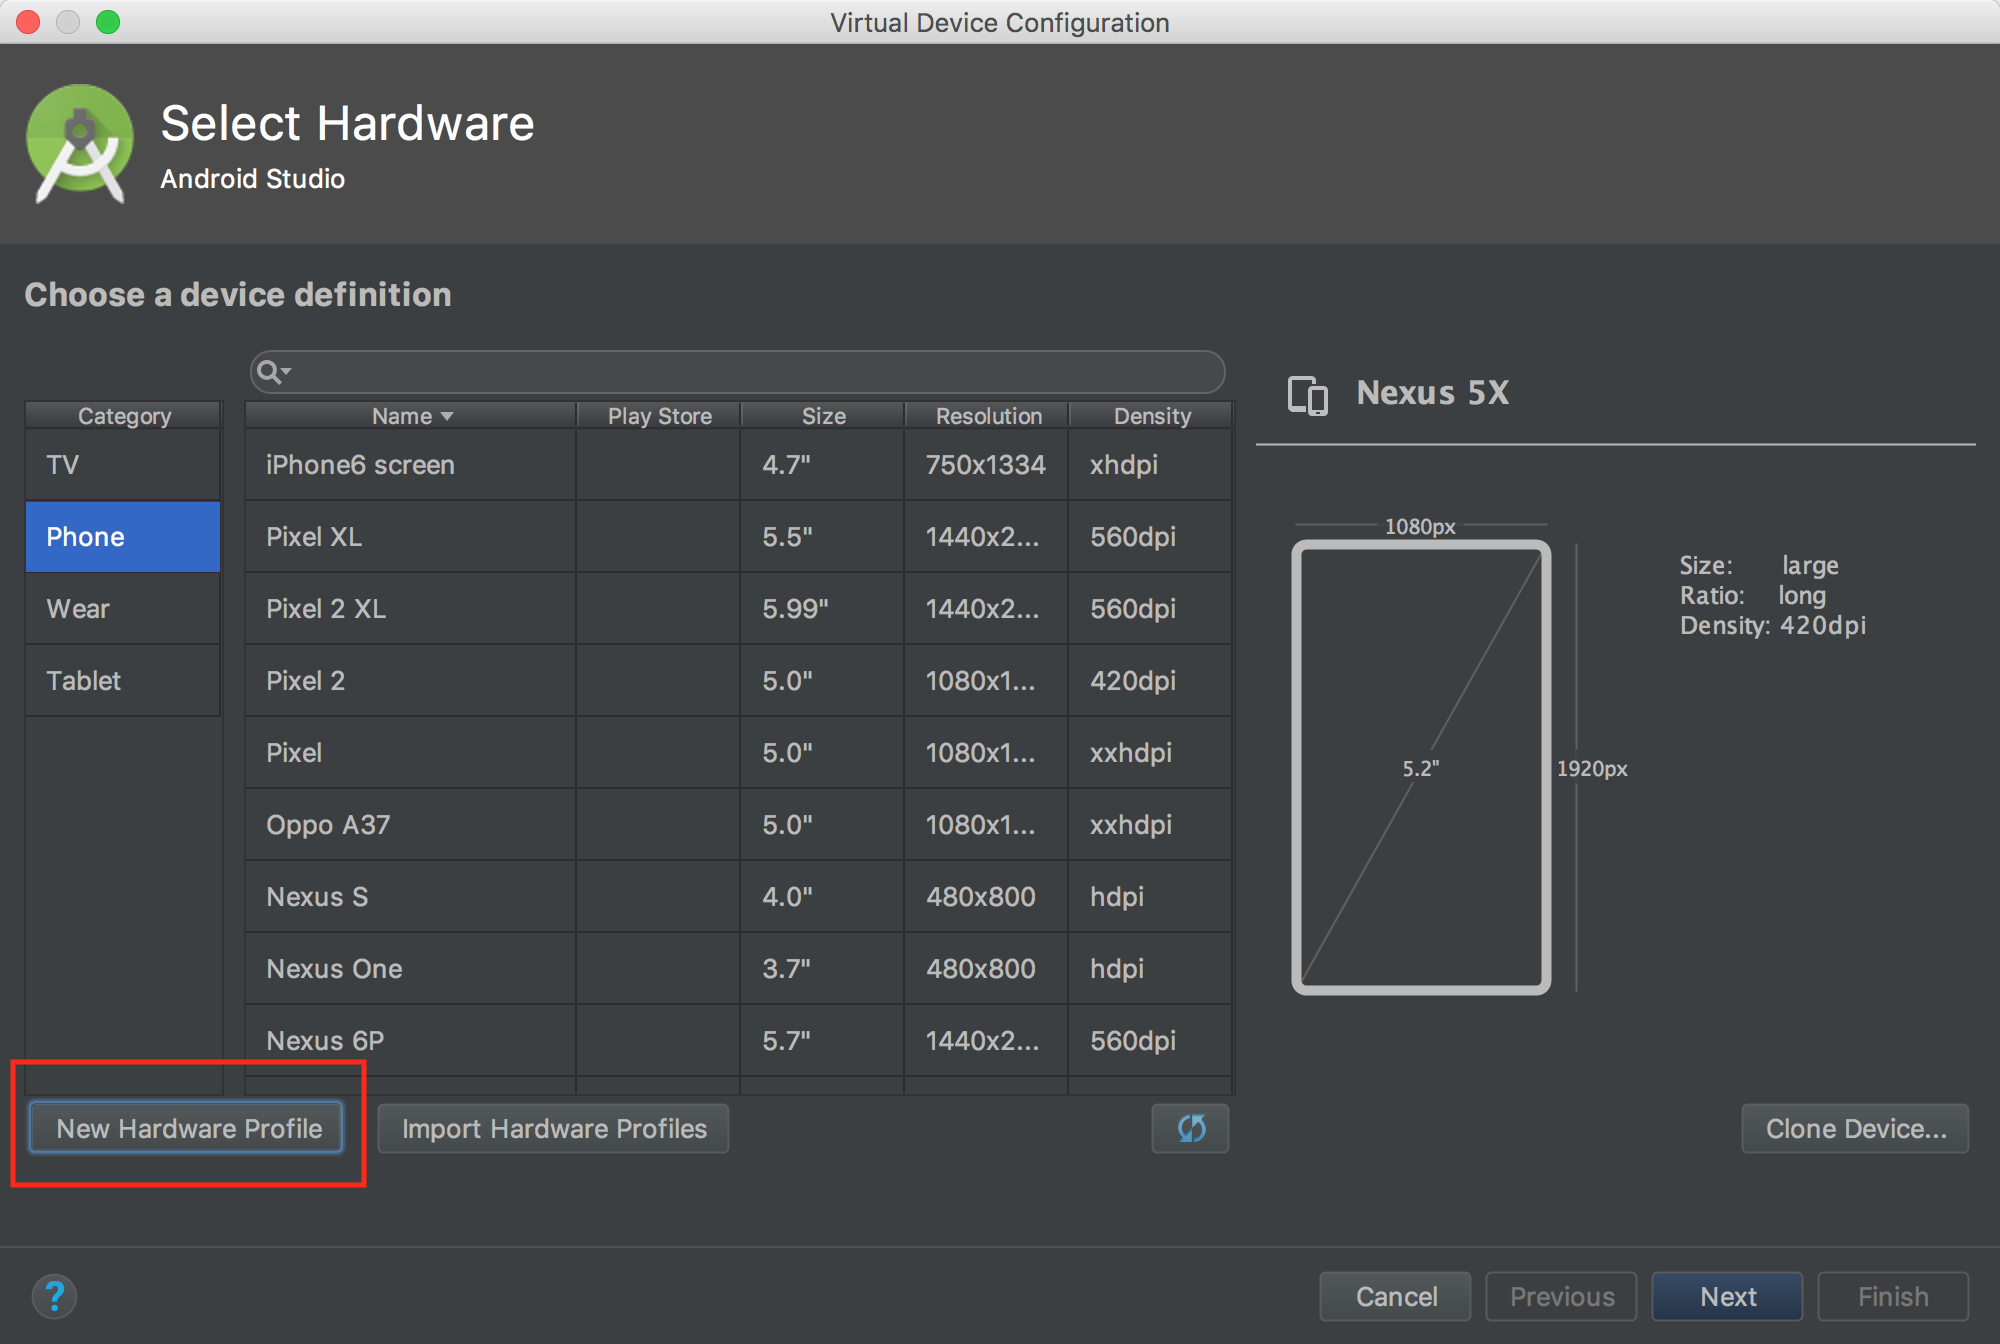 Virtual Device Configuration
Select Hardware
Android Studio
Choose a device definition
Category
TV
Phone
Wear
Tablet
Name Play Store Size Resolution Density
iPhone6 screen 4.7" 750x1334 xhdpi
Pixel XL 5.5" 1440x2... 560dpi
Pixel 2 XL 5.99" 1440x2... 560dpi
Pixel 2 5.0" 1080x1... 420dpi
Pixel 5.0" 1080x1... xxhdpi
Oppo A37 5.0" 1080x1... xxhdpi
Nexus S 4.0" 480x800 hdpi
Nexus One 3.7" 480x800 hdpi
Nexus 6P 5.7" 1440x2... 560dpi
Nexus 5X
1080px
5.2"
1920px
Size: large
Ratio: long
Density: 420dpi
New Hardware Profile Import Hardware Profiles Clone Device...
? Cancel Previous Next Finish